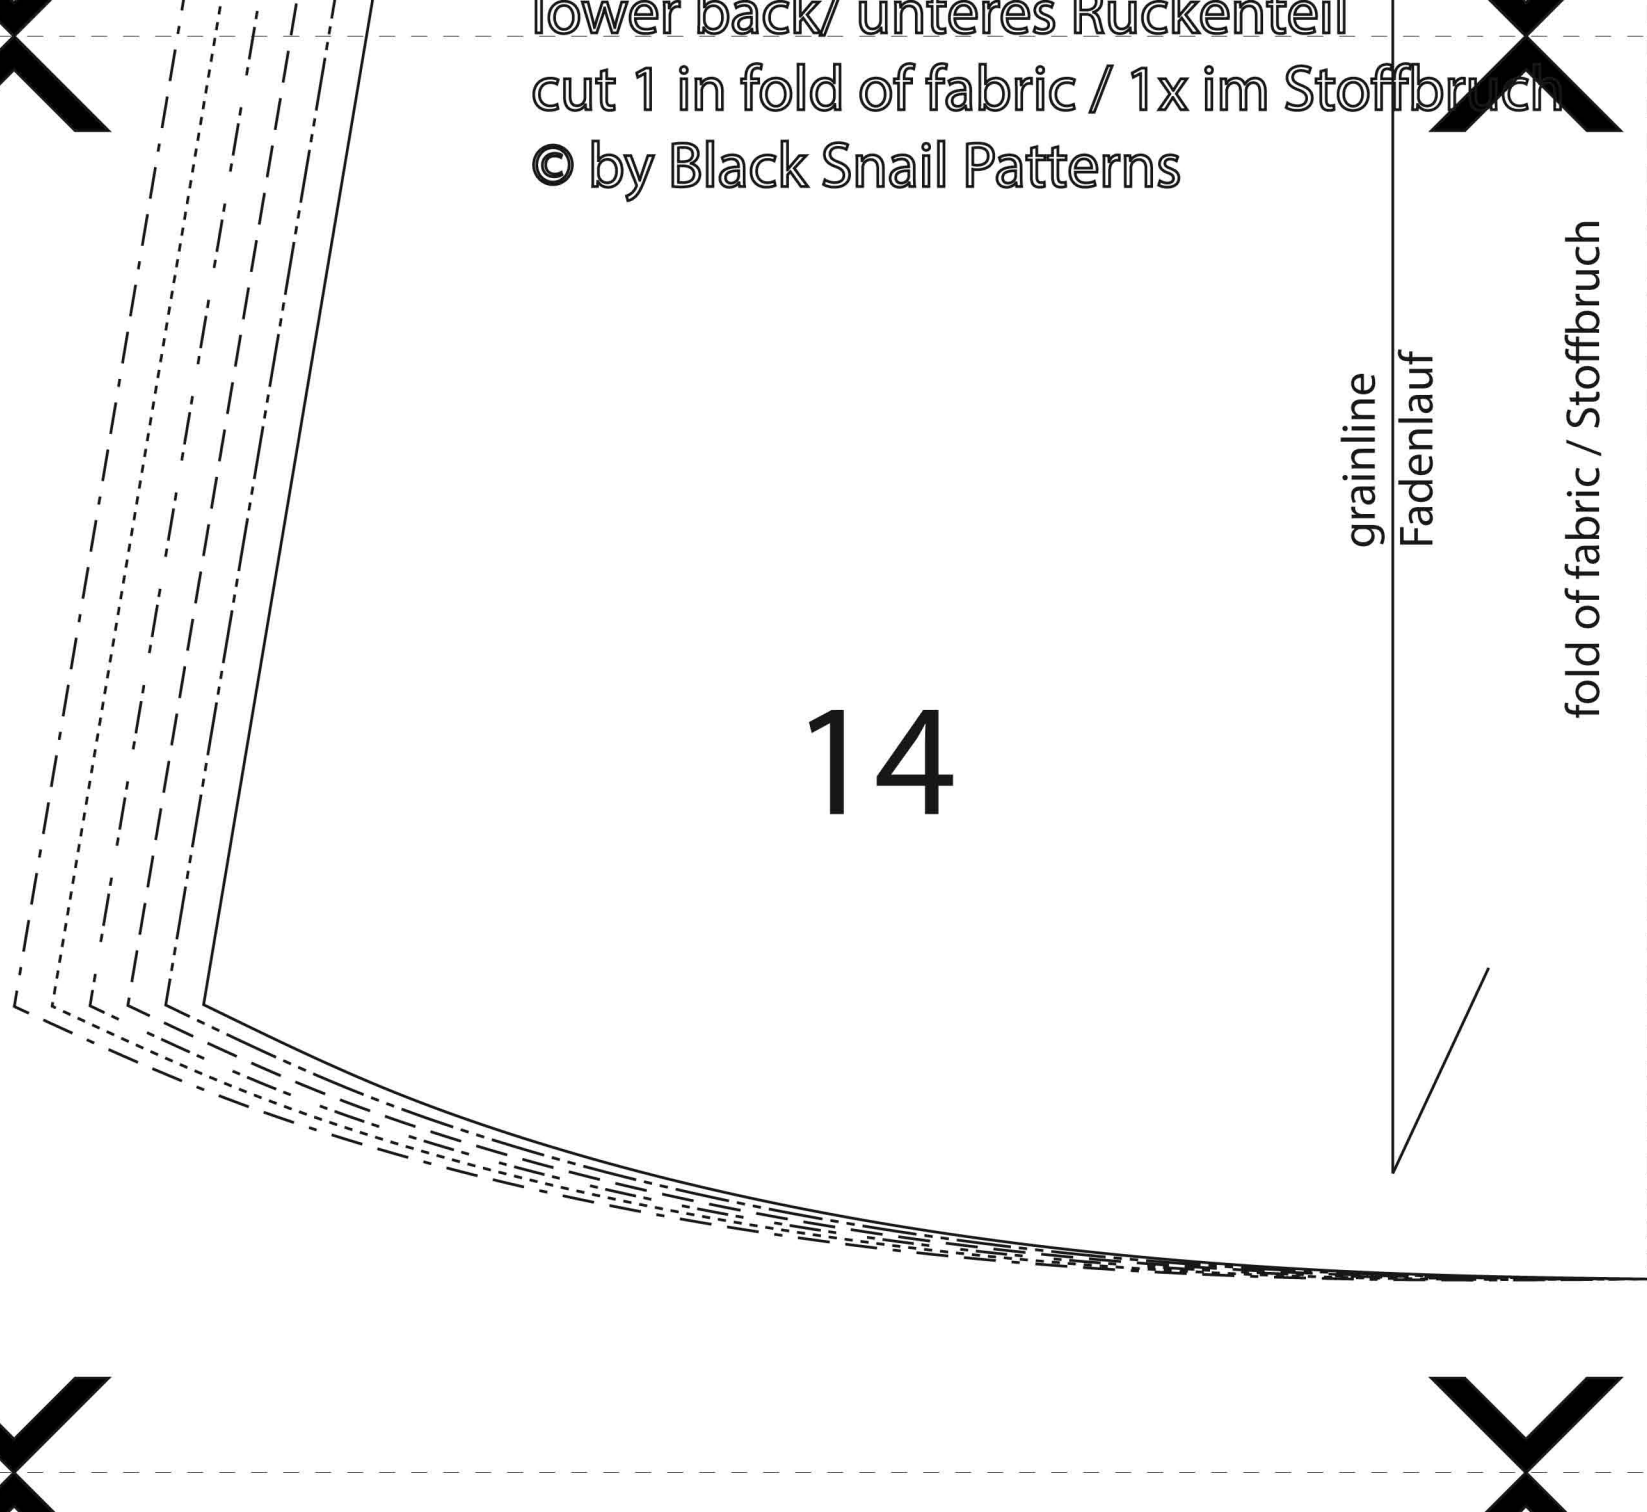 lower back/ unteres Rückenteil
cut 1 in fold of fabric / 1x im Stoffbruch
© by Black Snail Patterns
grainline
Fadenlauf
fold of fabric / Stoffbruch
14